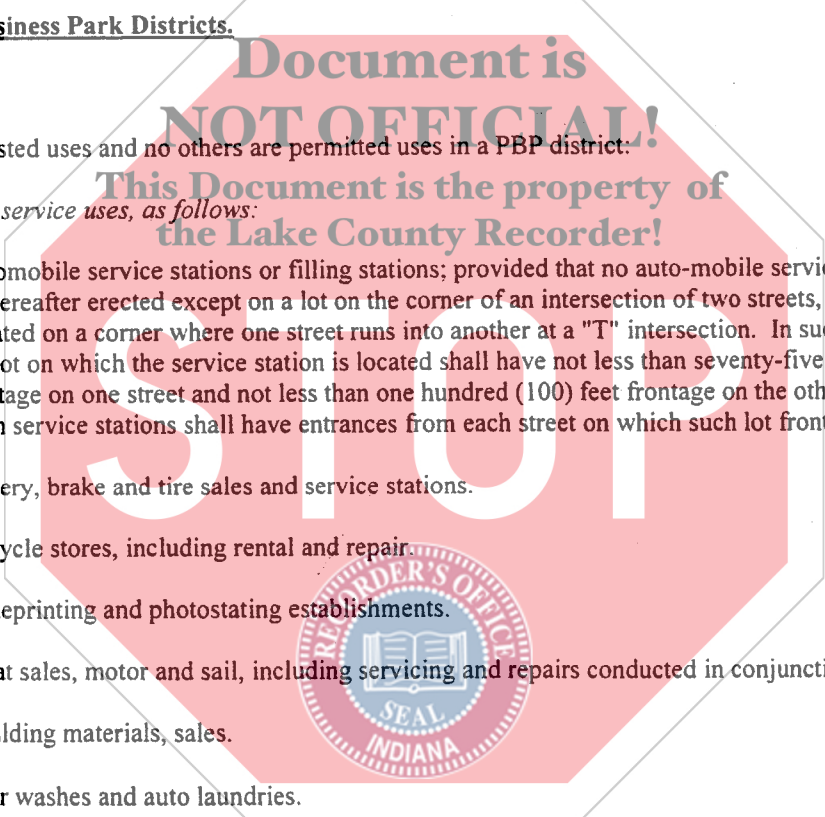 siness Park Districts.
Document is
NOT OFFICIAL!
sted uses and no others are permitted uses in a PBP district:
This Document is the property of
service uses, as follows:
the Lake County Recorder!
omobile service stations or filling stations; provided that no auto-mobile servi
ereafter erected except on a lot on the corner of an intersection of two streets,
ted on a corner where one street runs into another at a "T" intersection. In su
ot on which the service station is located shall have not less than seventy-five
tage on one street and not less than one hundred (100) feet frontage on the oth
n service stations shall have entrances from each street on which such lot front
STOP
ery, brake and tire sales and service stations.
ycle stores, including rental and repair.
eprinting and photostating establishments.
at sales, motor and sail, including servicing and repairs conducted in conjuncti
lding materials, sales.
r washes and auto laundries.
RECORDER'S OFFICE
SEAL
INDIANA